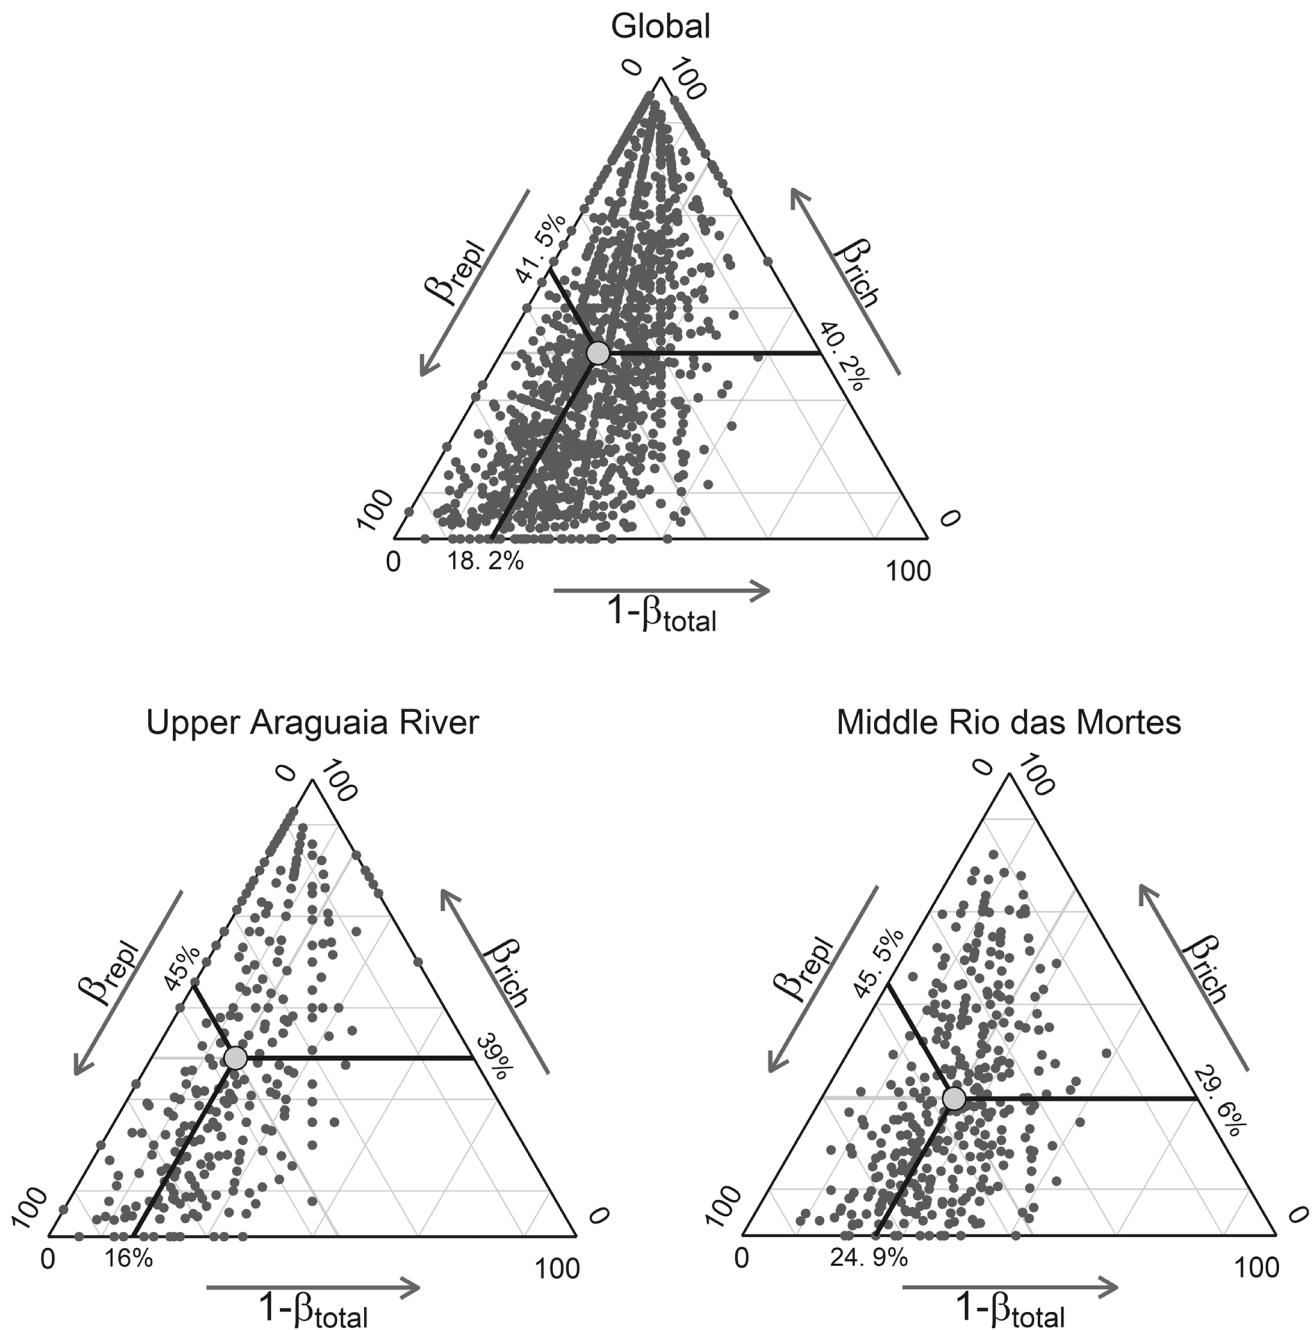 Global
0
100
βrepl
41. 5%
βrich
40. 2%
100
0
0
18. 2%
100
1-βtotal
Upper Araguaia River
0
100
βrepl
45%
βrich
39%
100
0
0
16%
100
1-βtotal
Middle Rio das Mortes
0
100
βrepl
45. 5%
βrich
29. 6%
100
0
0
24. 9%
100
1-βtotal